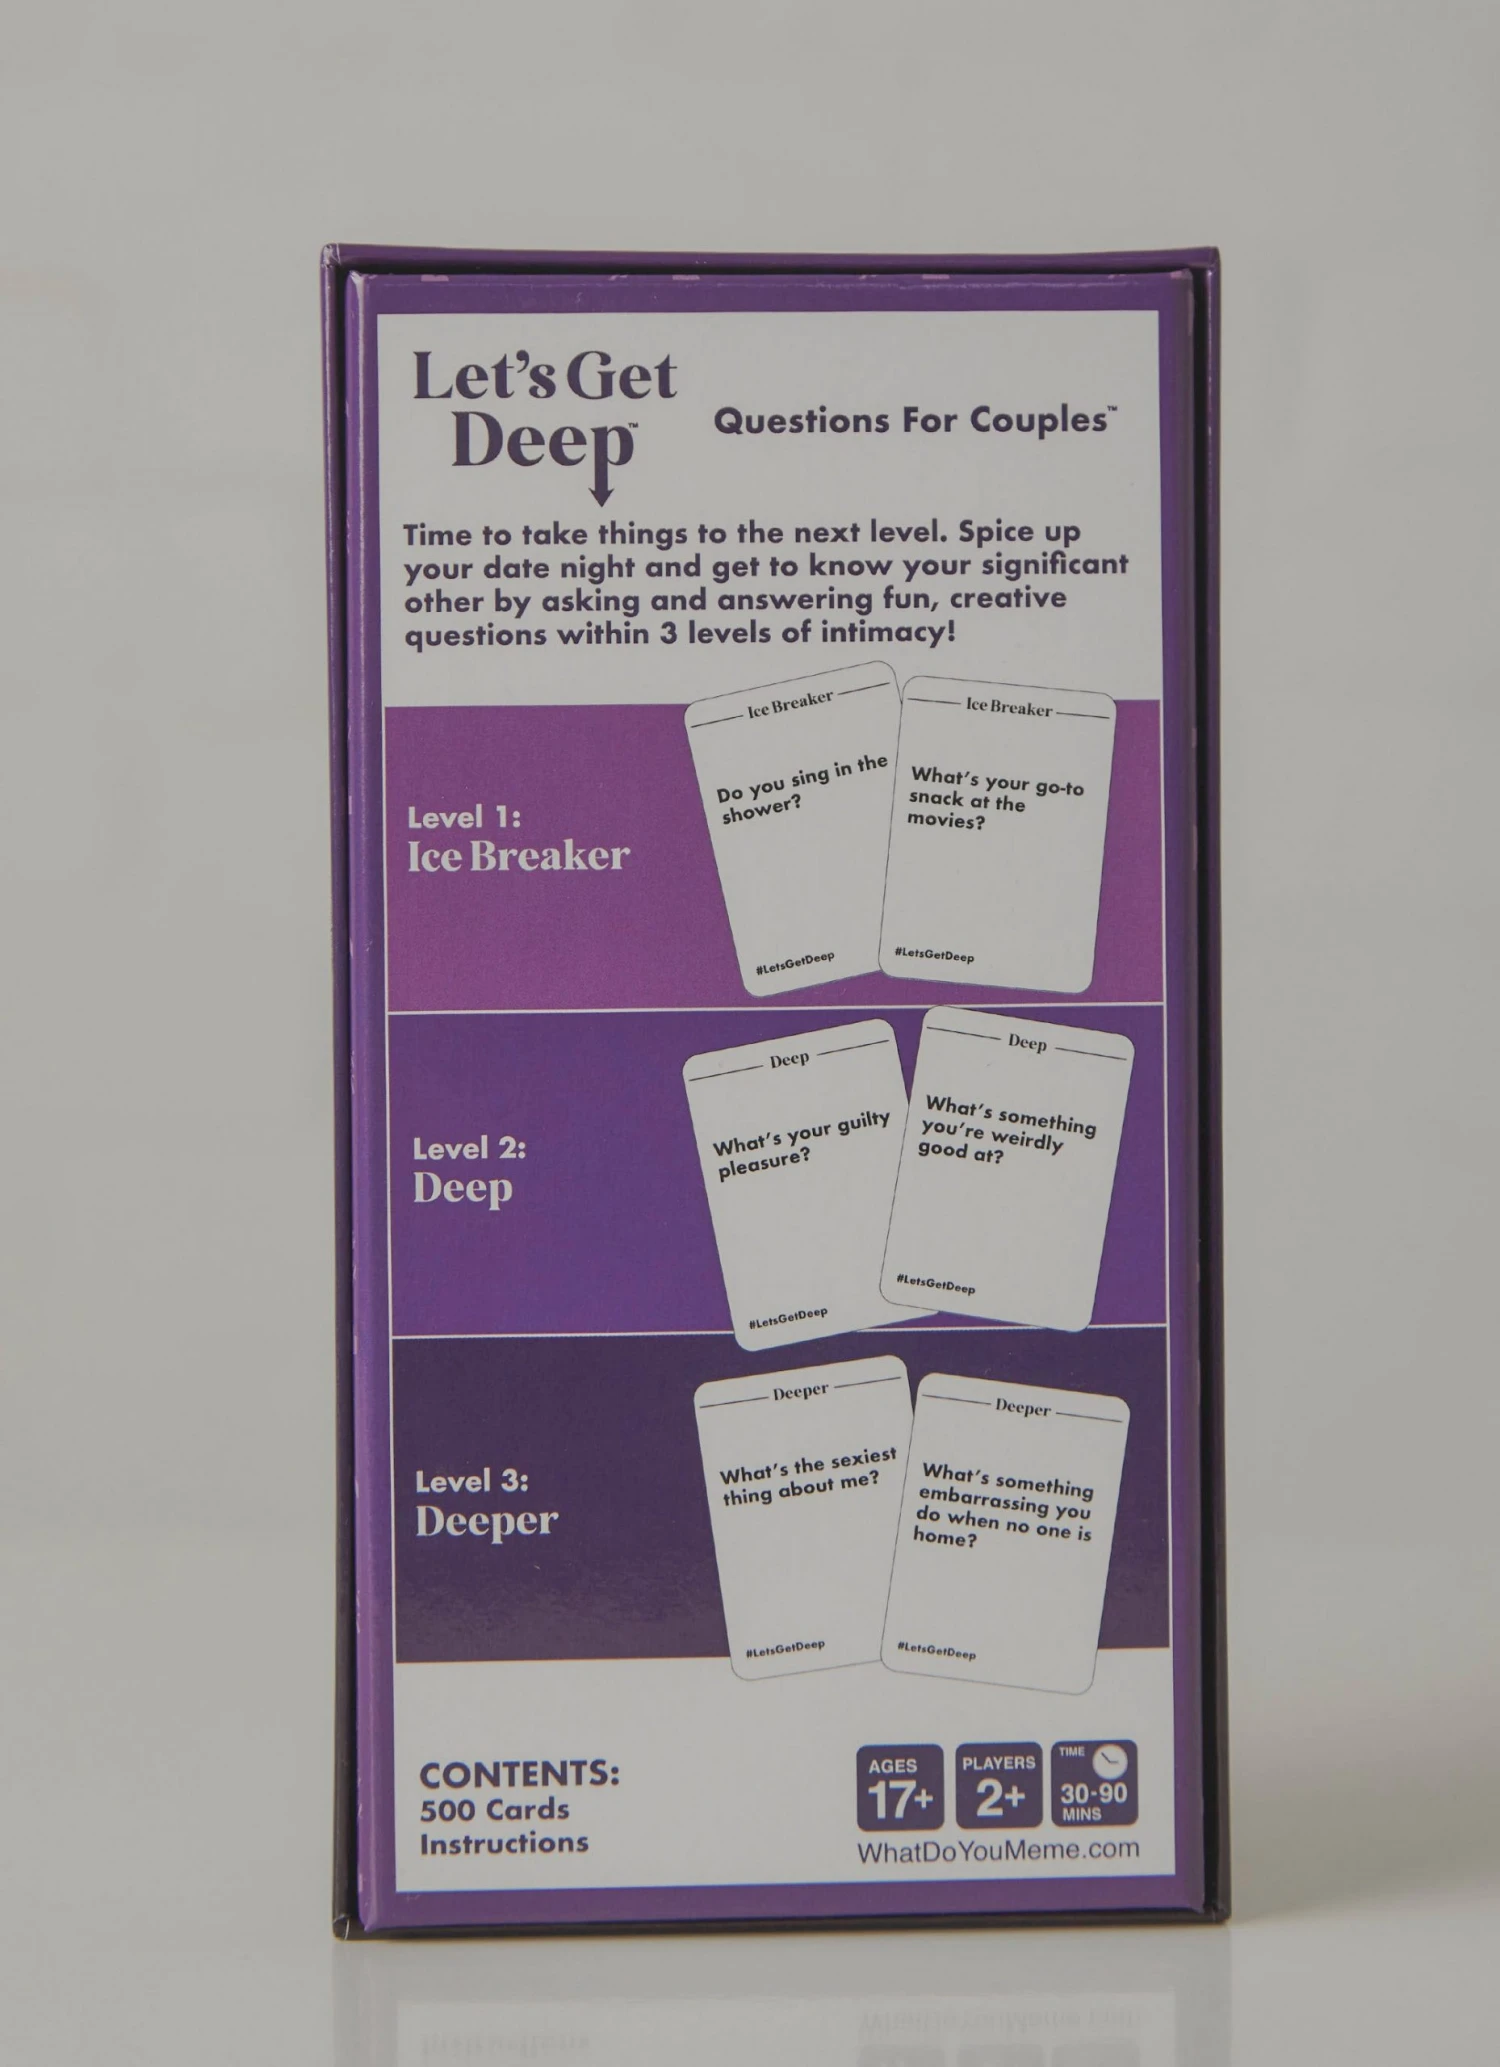 Let's Get
Deep™
Questions For Couples™
Time to take things to the next level. Spice up
your date night and get to know your significant
other by asking and answering fun, creative
questions within 3 levels of intimacy!
Level 1:
Ice Breaker
Ice Breaker
Do you sing in the
shower?
#LetsGetDeep
Ice Breaker
What's your go-to
snack at the
movies?
#LetsGetDeep
Level 2:
Deep
Deep
What's your guilty
pleasure?
#LetsGetDeep
Deep
What's something
you're weirdly
good at?
#LetsGetDeep
Level 3:
Deeper
Deeper
What's the sexiest
thing about me?
#LetsGetDeep
Deeper
What's something
embarrassing you
do when no one is
home?
#LetsGetDeep
CONTENTS:
500 Cards
Instructions
AGES
17+
PLAYERS
2+
TIME
30-90
MINS
WhatDoYouMeme.com